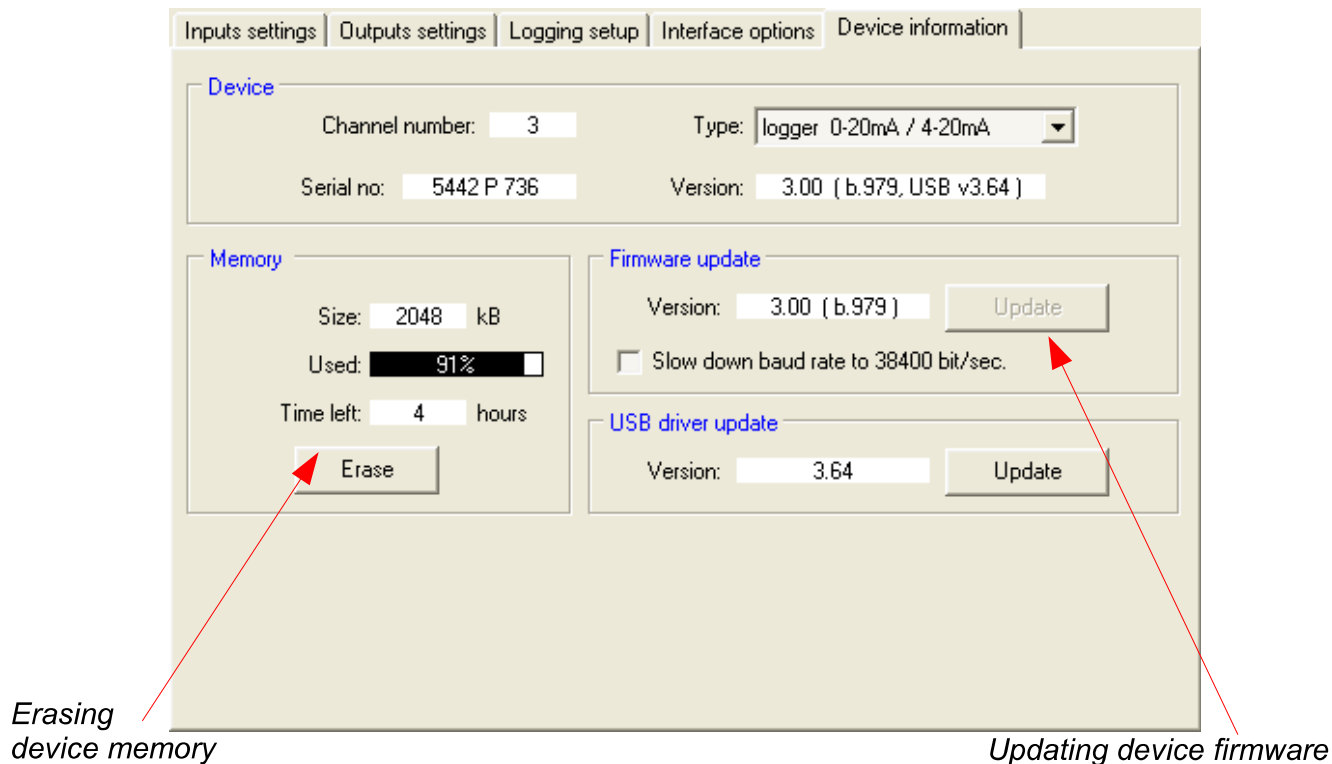 Inputs settings Outputs settings Logging setup Interface options Device information
Device
Channel number: 3 Type: logger 0-20mA / 4-20mA
Serial no: 5442 P 736 Version: 3.00 ( b.979, USB v3.64 )
Memory
Size: 2048 kB
Used: 91%
Time left: 4 hours
Erase
Firmware update
Version: 3.00 ( b.979 ) Update
Slow down baud rate to 38400 bit/sec.
USB driver update
Version: 3.64 Update
Erasing
device memory
Updating device firmware